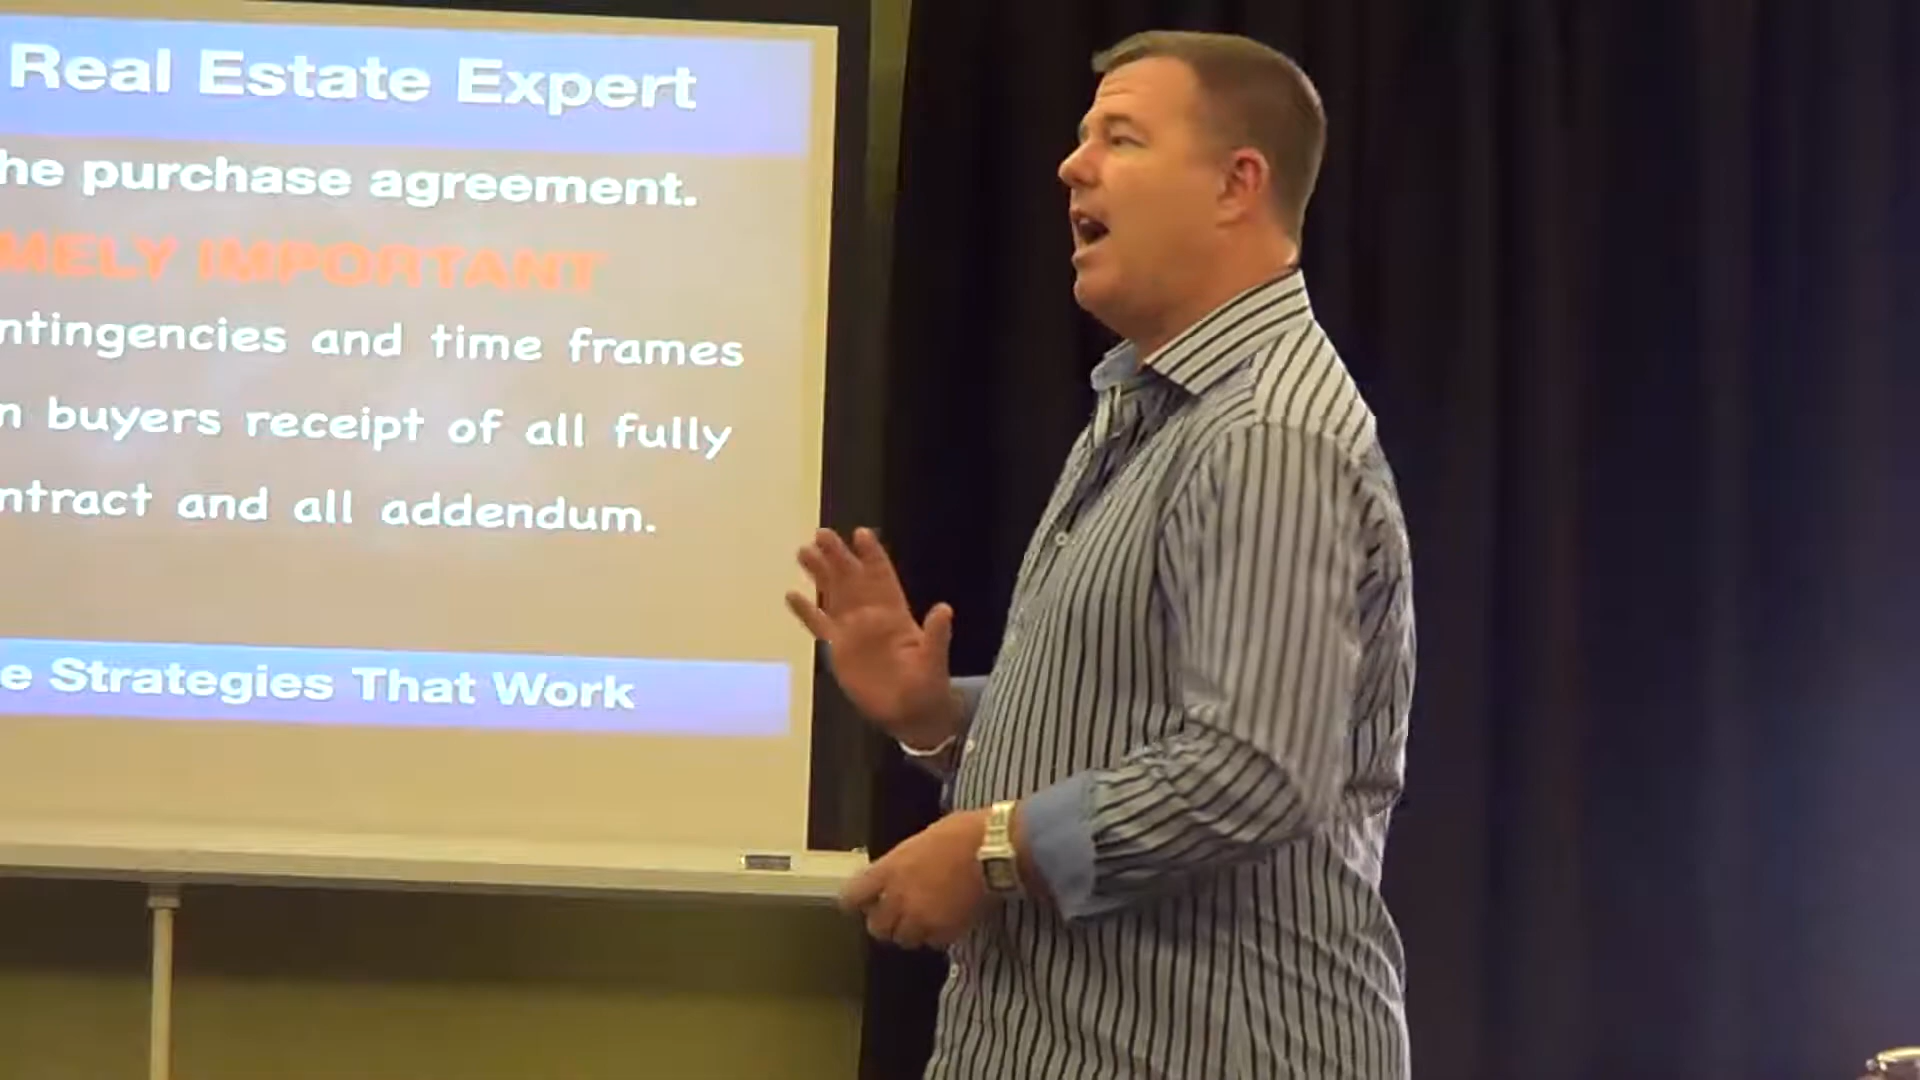 Real Estate Expert
he purchase agreement.
MELY IMPORTANT
ntingencies and time frames
n buyers receipt of all fully
ntract and all addendum.
e Strategies That Work